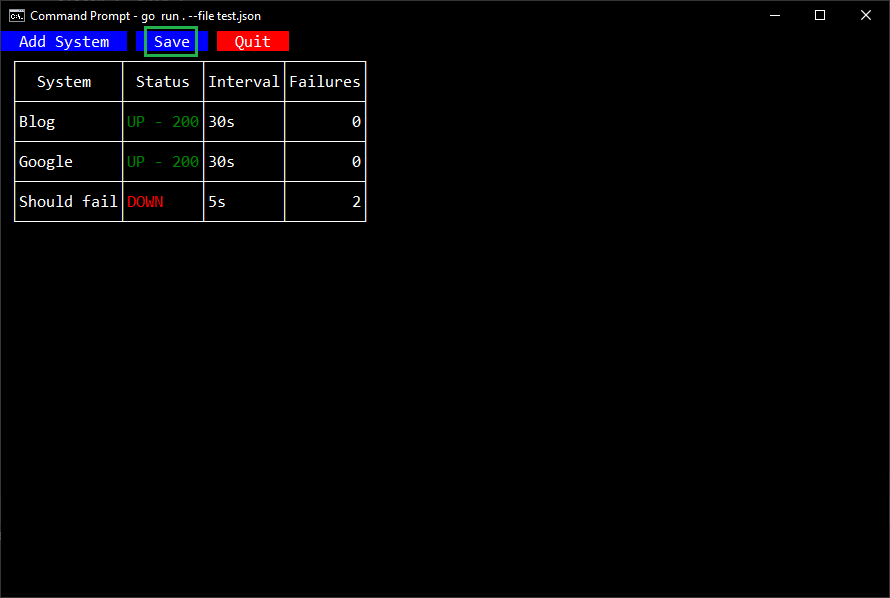 Command Prompt - go  run . --file test.json
Add System Save Quit
System Status Interval Failures
Blog UP - 200 30s 0
Google UP - 200 30s 0
Should fail DOWN 5s 2